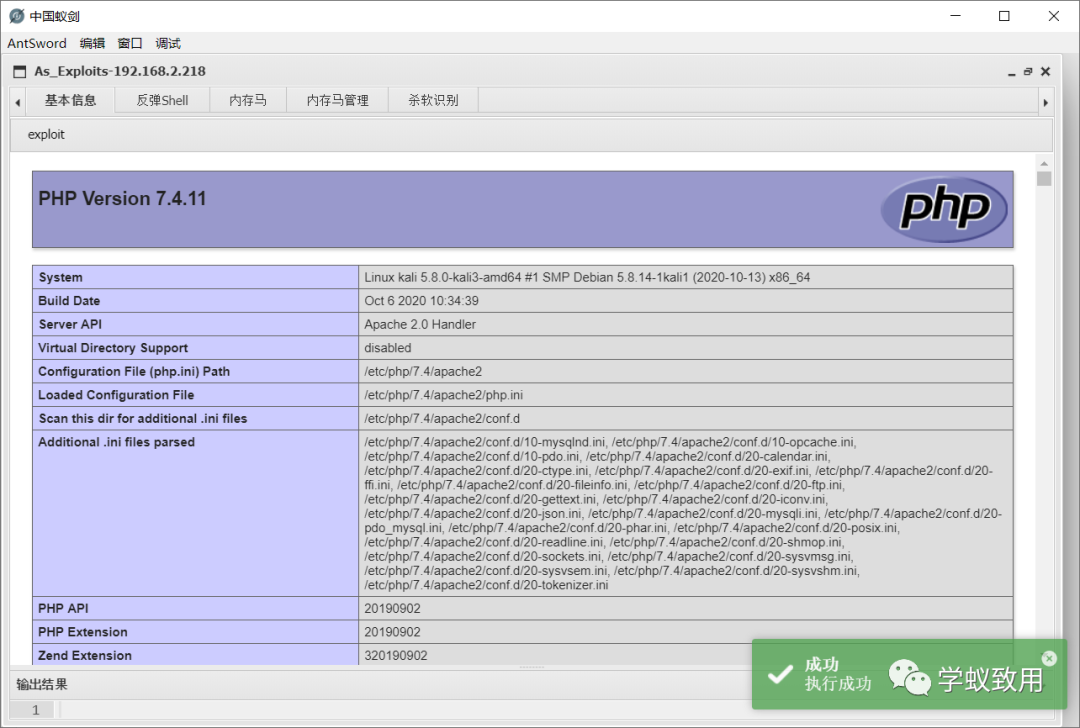 中国蚁剑
AntSword 编辑 窗口 调试
As_Exploits-192.168.2.218
基本信息 反弹Shell 内存马 内存马管理 杀软识别
exploit
PHP Version 7.4.11
php
System Linux kali 5.8.0-kali3-amd64 #1 SMP Debian 5.8.14-1kali1 (2020-10-13) x86_64
Build Date Oct 6 2020 10:34:39
Server API Apache 2.0 Handler
Virtual Directory Support disabled
Configuration File (php.ini) Path /etc/php/7.4/apache2
Loaded Configuration File /etc/php/7.4/apache2/php.ini
Scan this dir for additional .ini files /etc/php/7.4/apache2/conf.d
Additional .ini files parsed /etc/php/7.4/apache2/conf.d/10-mysqlnd.ini, /etc/php/7.4/apache2/conf.d/10-opcache.ini,
/etc/php/7.4/apache2/conf.d/10-pdo.ini, /etc/php/7.4/apache2/conf.d/20-calendar.ini,
/etc/php/7.4/apache2/conf.d/20-ctype.ini, /etc/php/7.4/apache2/conf.d/20-exif.ini, /etc/php/7.4/apache2/conf.d/20-
ffi.ini, /etc/php/7.4/apache2/conf.d/20-fileinfo.ini, /etc/php/7.4/apache2/conf.d/20-ftp.ini,
/etc/php/7.4/apache2/conf.d/20-gettext.ini, /etc/php/7.4/apache2/conf.d/20-iconv.ini,
/etc/php/7.4/apache2/conf.d/20-json.ini, /etc/php/7.4/apache2/conf.d/20-mysqli.ini, /etc/php/7.4/apache2/conf.d/20-
pdo_mysql.ini, /etc/php/7.4/apache2/conf.d/20-phar.ini, /etc/php/7.4/apache2/conf.d/20-posix.ini,
/etc/php/7.4/apache2/conf.d/20-readline.ini, /etc/php/7.4/apache2/conf.d/20-shmop.ini,
/etc/php/7.4/apache2/conf.d/20-sockets.ini, /etc/php/7.4/apache2/conf.d/20-sysvmsg.ini,
/etc/php/7.4/apache2/conf.d/20-sysvsem.ini, /etc/php/7.4/apache2/conf.d/20-sysvshm.ini,
/etc/php/7.4/apache2/conf.d/20-tokenizer.ini
PHP API 20190902
PHP Extension 20190902
Zend Extension 320190902
成功
执行成功
学蚁致用
输出结果
1